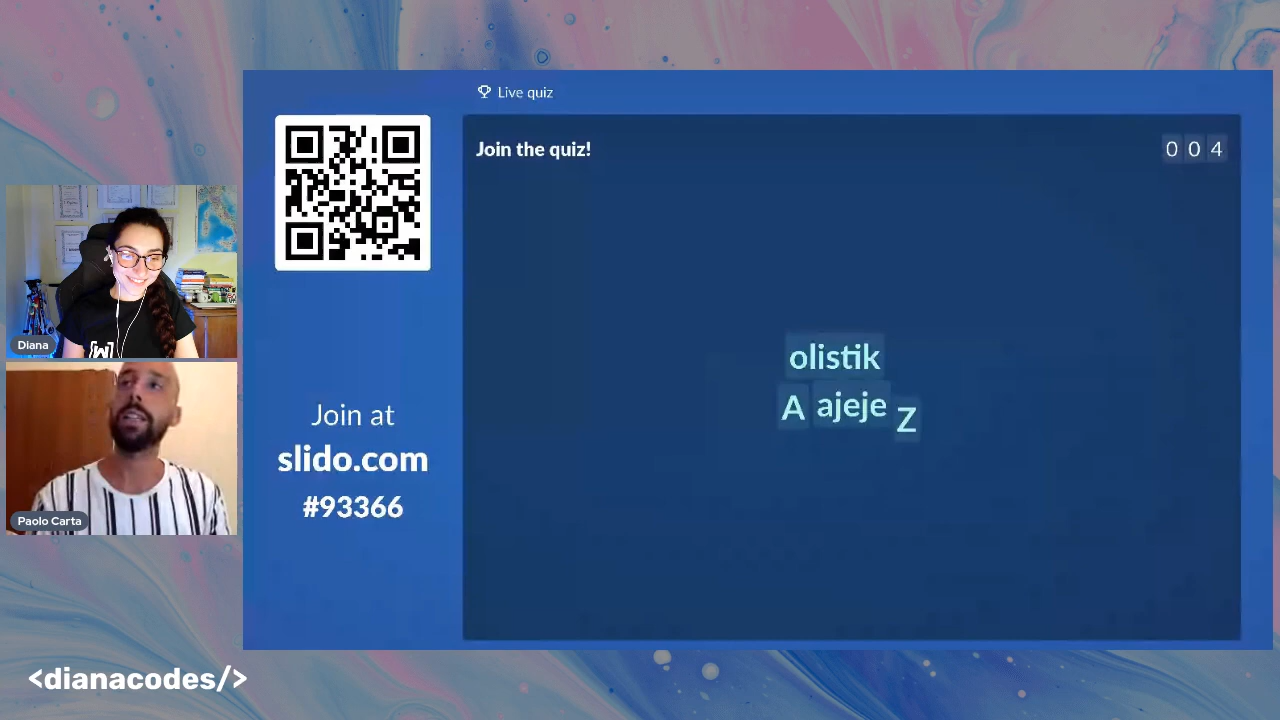 Live quiz
Join the quiz!
0 0 4
olistik
A ajeje Z
Join at
slido.com
#93366
Diana
[W]
Paolo Carta
<dianacodes/>